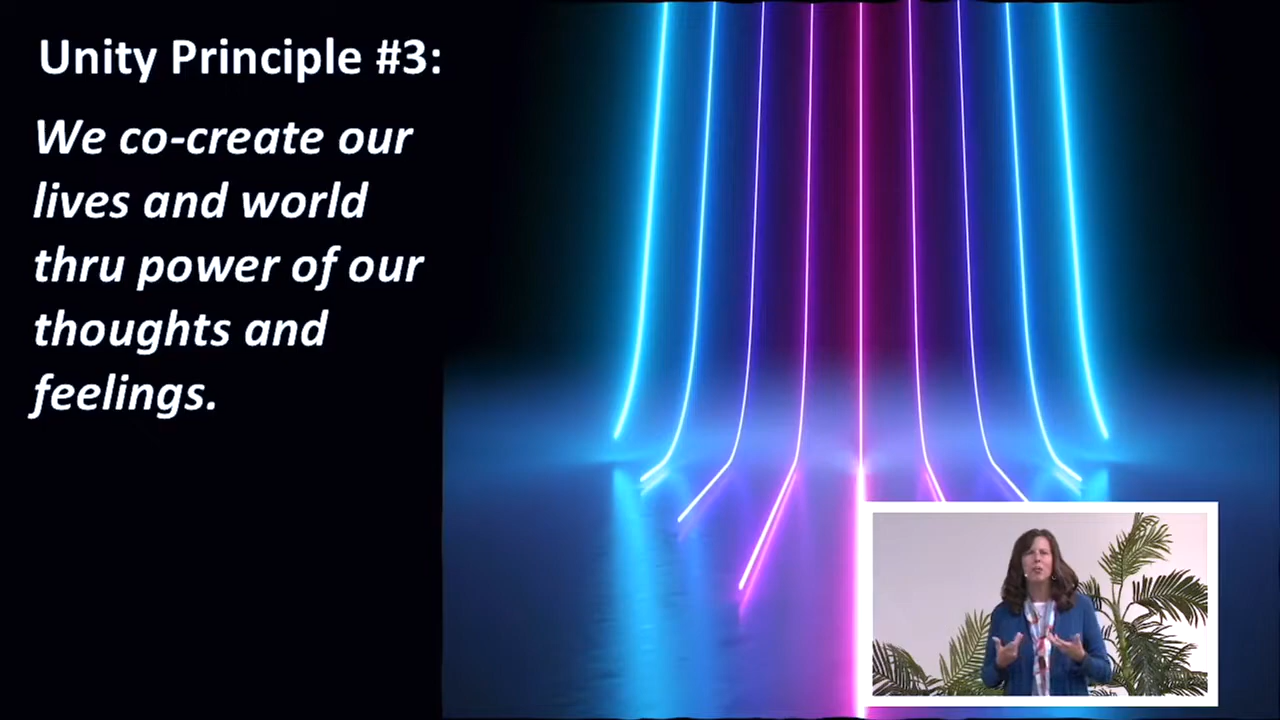 Unity Principle #3:
We co-create our
lives and world
thru power of our
thoughts and
feelings.